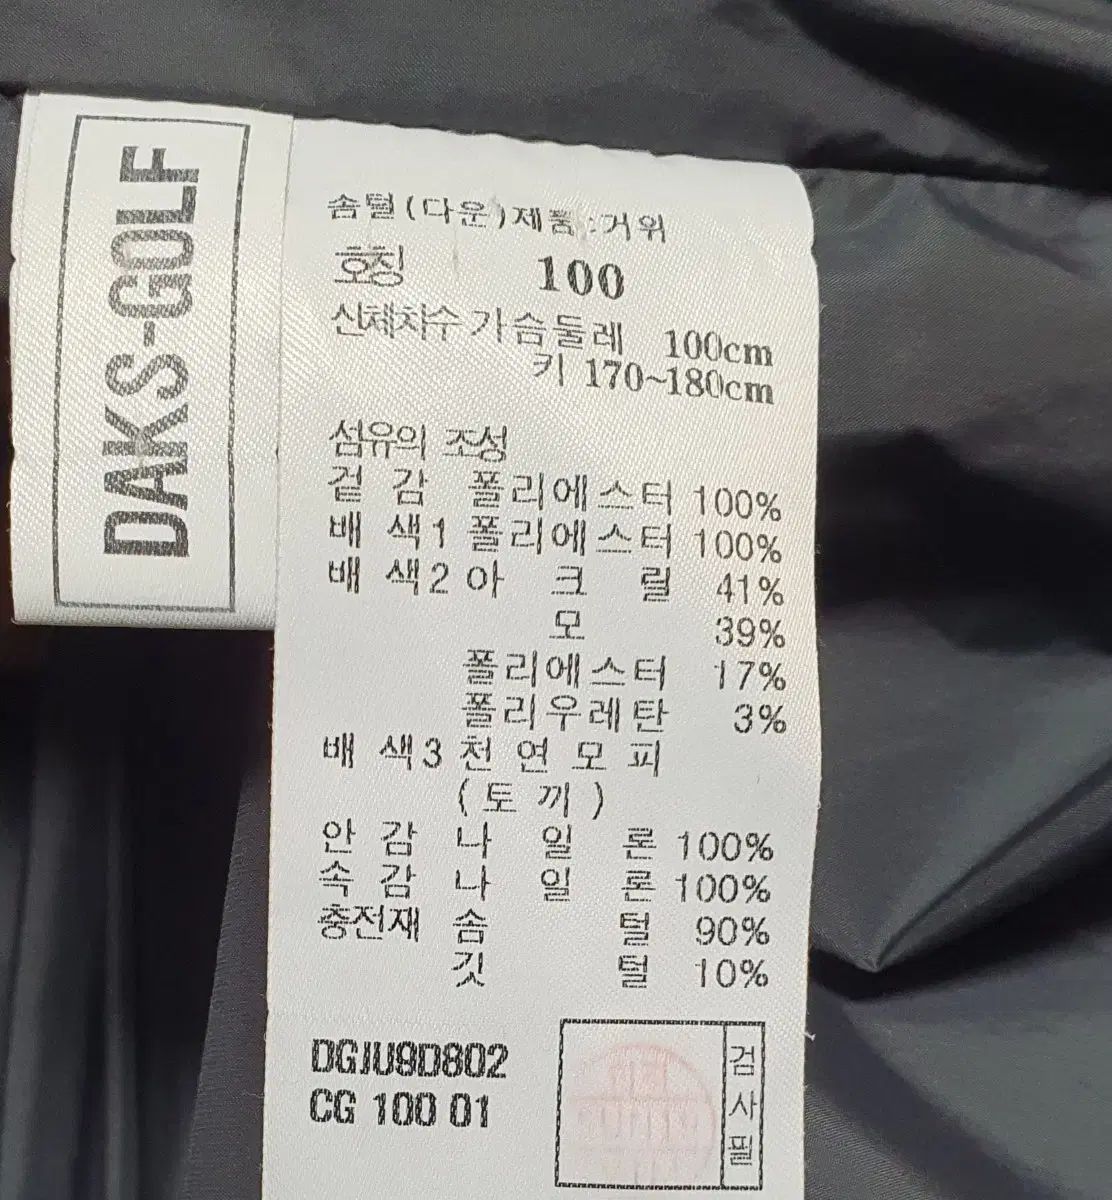 DAKS-GOLF
솜털(다운)제품:거위
호칭 100
신체치수 가슴둘레 100cm
키 170~180cm
섬유의 조성
겉 감 폴리에스터 100%
배 색1 폴리에스터 100%
배 색2 아 크 릴 41%
모 39%
폴리에스터 17%
폴리우레탄 3%
배 색3 천 연 모 피
(토 끼)
안 감 나 일 론 100%
속 감 나 일 론 100%
충전재 솜 털 90%
깃 털 10%
DGJU9D802
CG 100 01
검사필